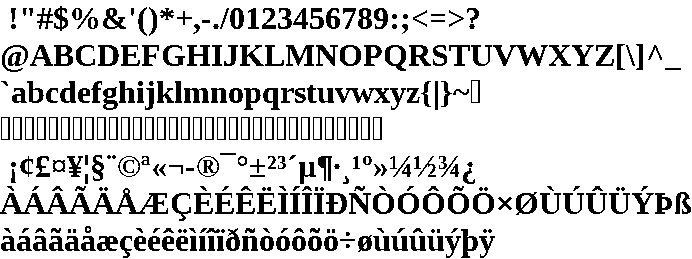 !"#$%&'()*+,-./0123456789:;<=>?
@ABCDEFGHIJKLMNOPQRSTUVWXYZ[\]^_
`abcdefghijklmnopqrstuvwxyz{|}~▯
▯▯▯▯▯▯▯▯▯▯▯▯▯▯▯▯▯▯▯▯▯▯▯▯▯▯▯▯▯▯▯▯
¡¢£¤¥¦§¨©ª«¬-®¯°±²³´µ¶·¸¹º»¼½¾¿
ÀÁÂÃÄÅÆÇÈÉÊËÌÍÎÏÐÑÒÓÔÕÖ×ØÙÚÛÜÝÞß
àáâãäåæçèéêëìíîïðñòóôõö÷øùúûüýþÿ